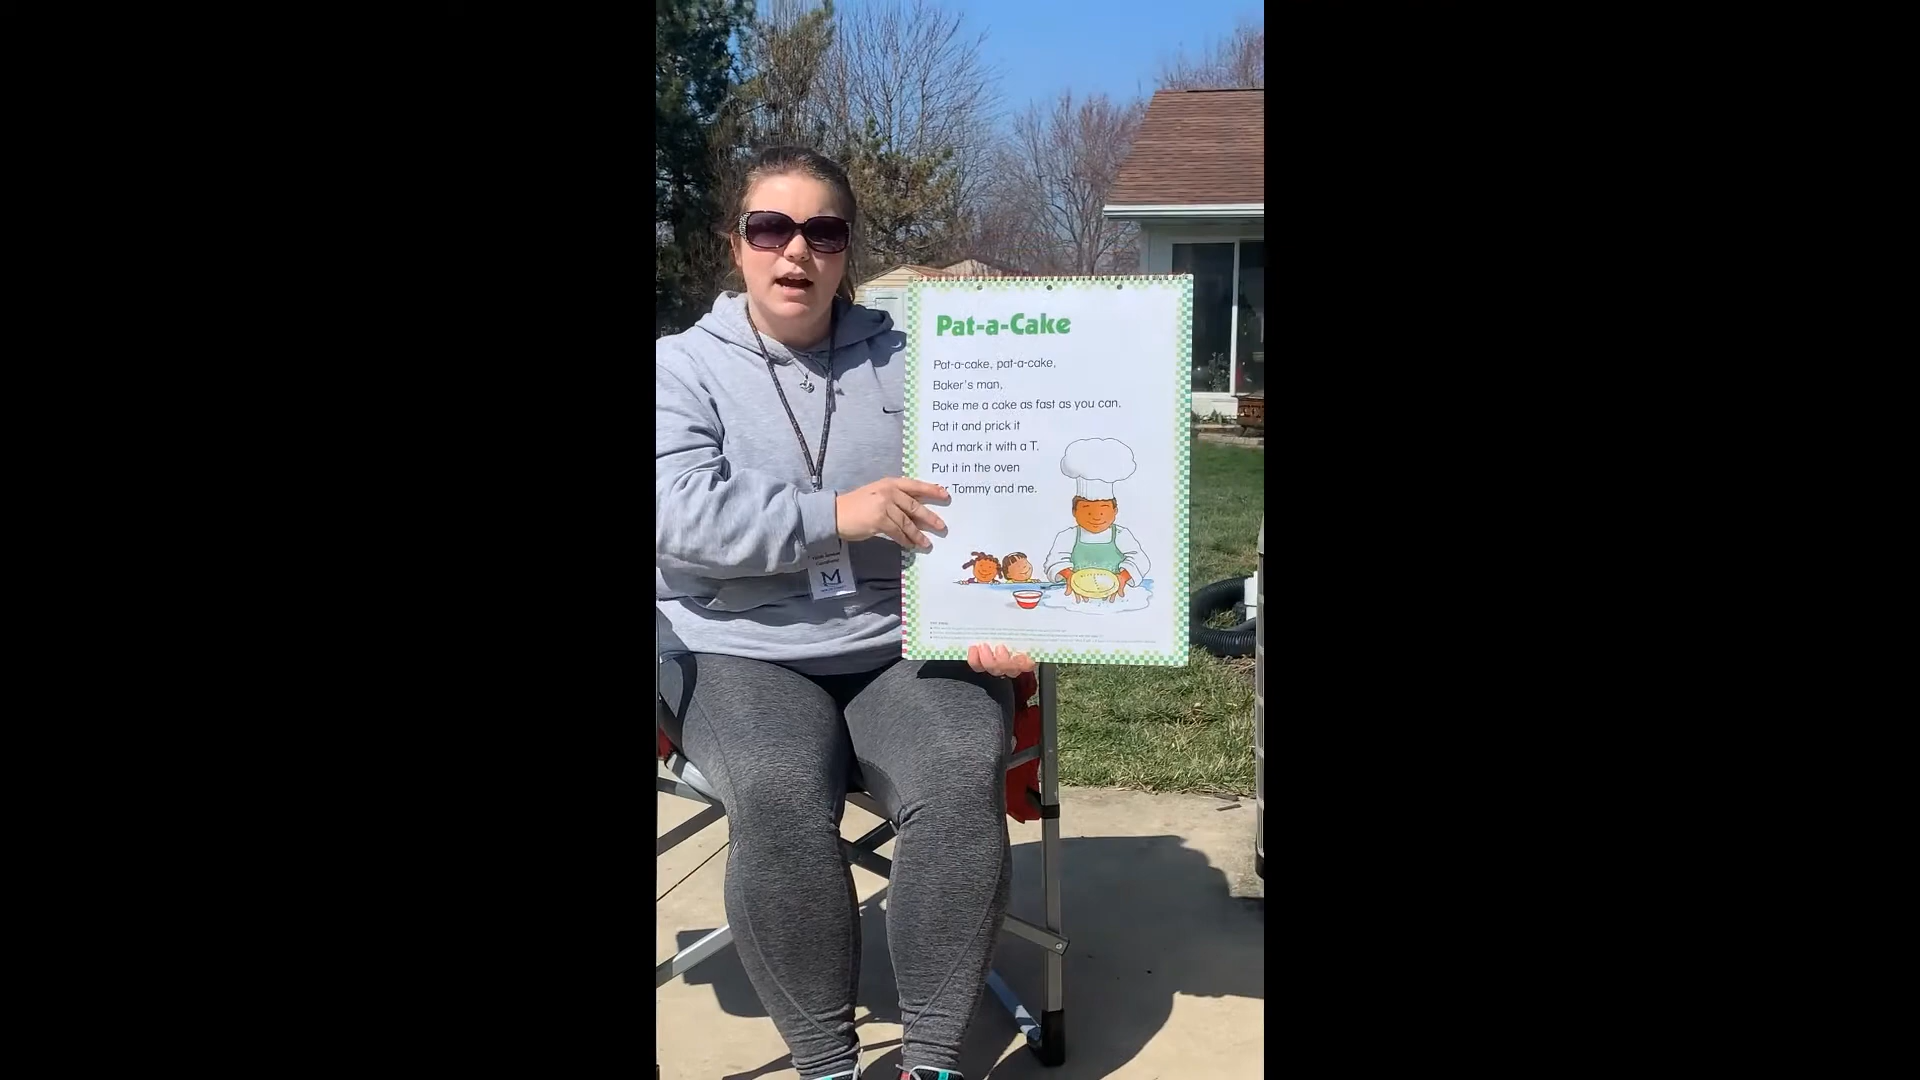 Pat-a-Cake
Pat-a-cake, pat-a-cake,
Baker's man,
Bake me a cake as fast as you can.
Pat it and prick it
And mark it with a T.
Put it in the oven
Tommy and me.
M